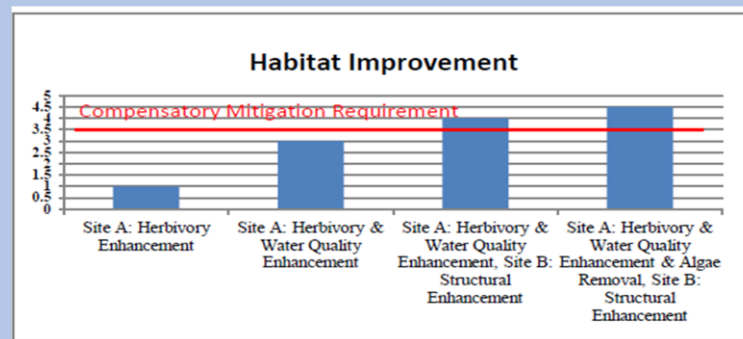 Habitat Improvement
5
4.5
4
3.5
3
2.5
2
1.5
1
0.5
0
Compensatory Mitigation Requirement
Site A: Herbivory
Enhancement
Site A: Herbivory &
Water Quality
Enhancement
Site A: Herbivory &
Water Quality
Enhancement, Site B:
Structural
Enhancement
Site A: Herbivory &
Water Quality
Enhancement & Algae
Removal, Site B:
Structural
Enhancement